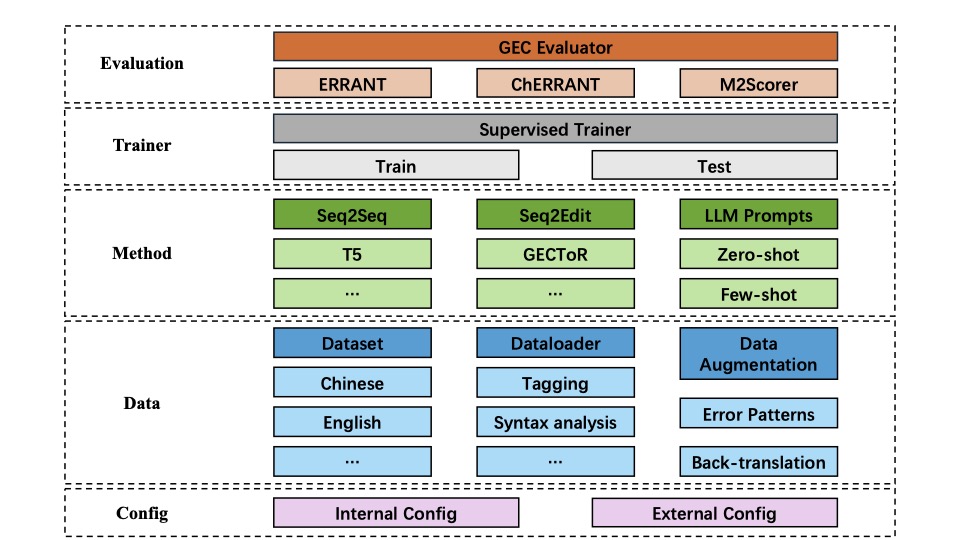 Evaluation
GEC Evaluator
ERRANT
ChERRANT
M2Scorer
Trainer
Supervised Trainer
Train
Test
Method
Seq2Seq
Seq2Edit
LLM Prompts
T5
GECToR
Zero-shot
...
...
Few-shot
Data
Dataset
Dataloader
Data
Augmentation
Chinese
Tagging
English
Syntax analysis
Error Patterns
...
...
Back-translation
Config
Internal Config
External Config